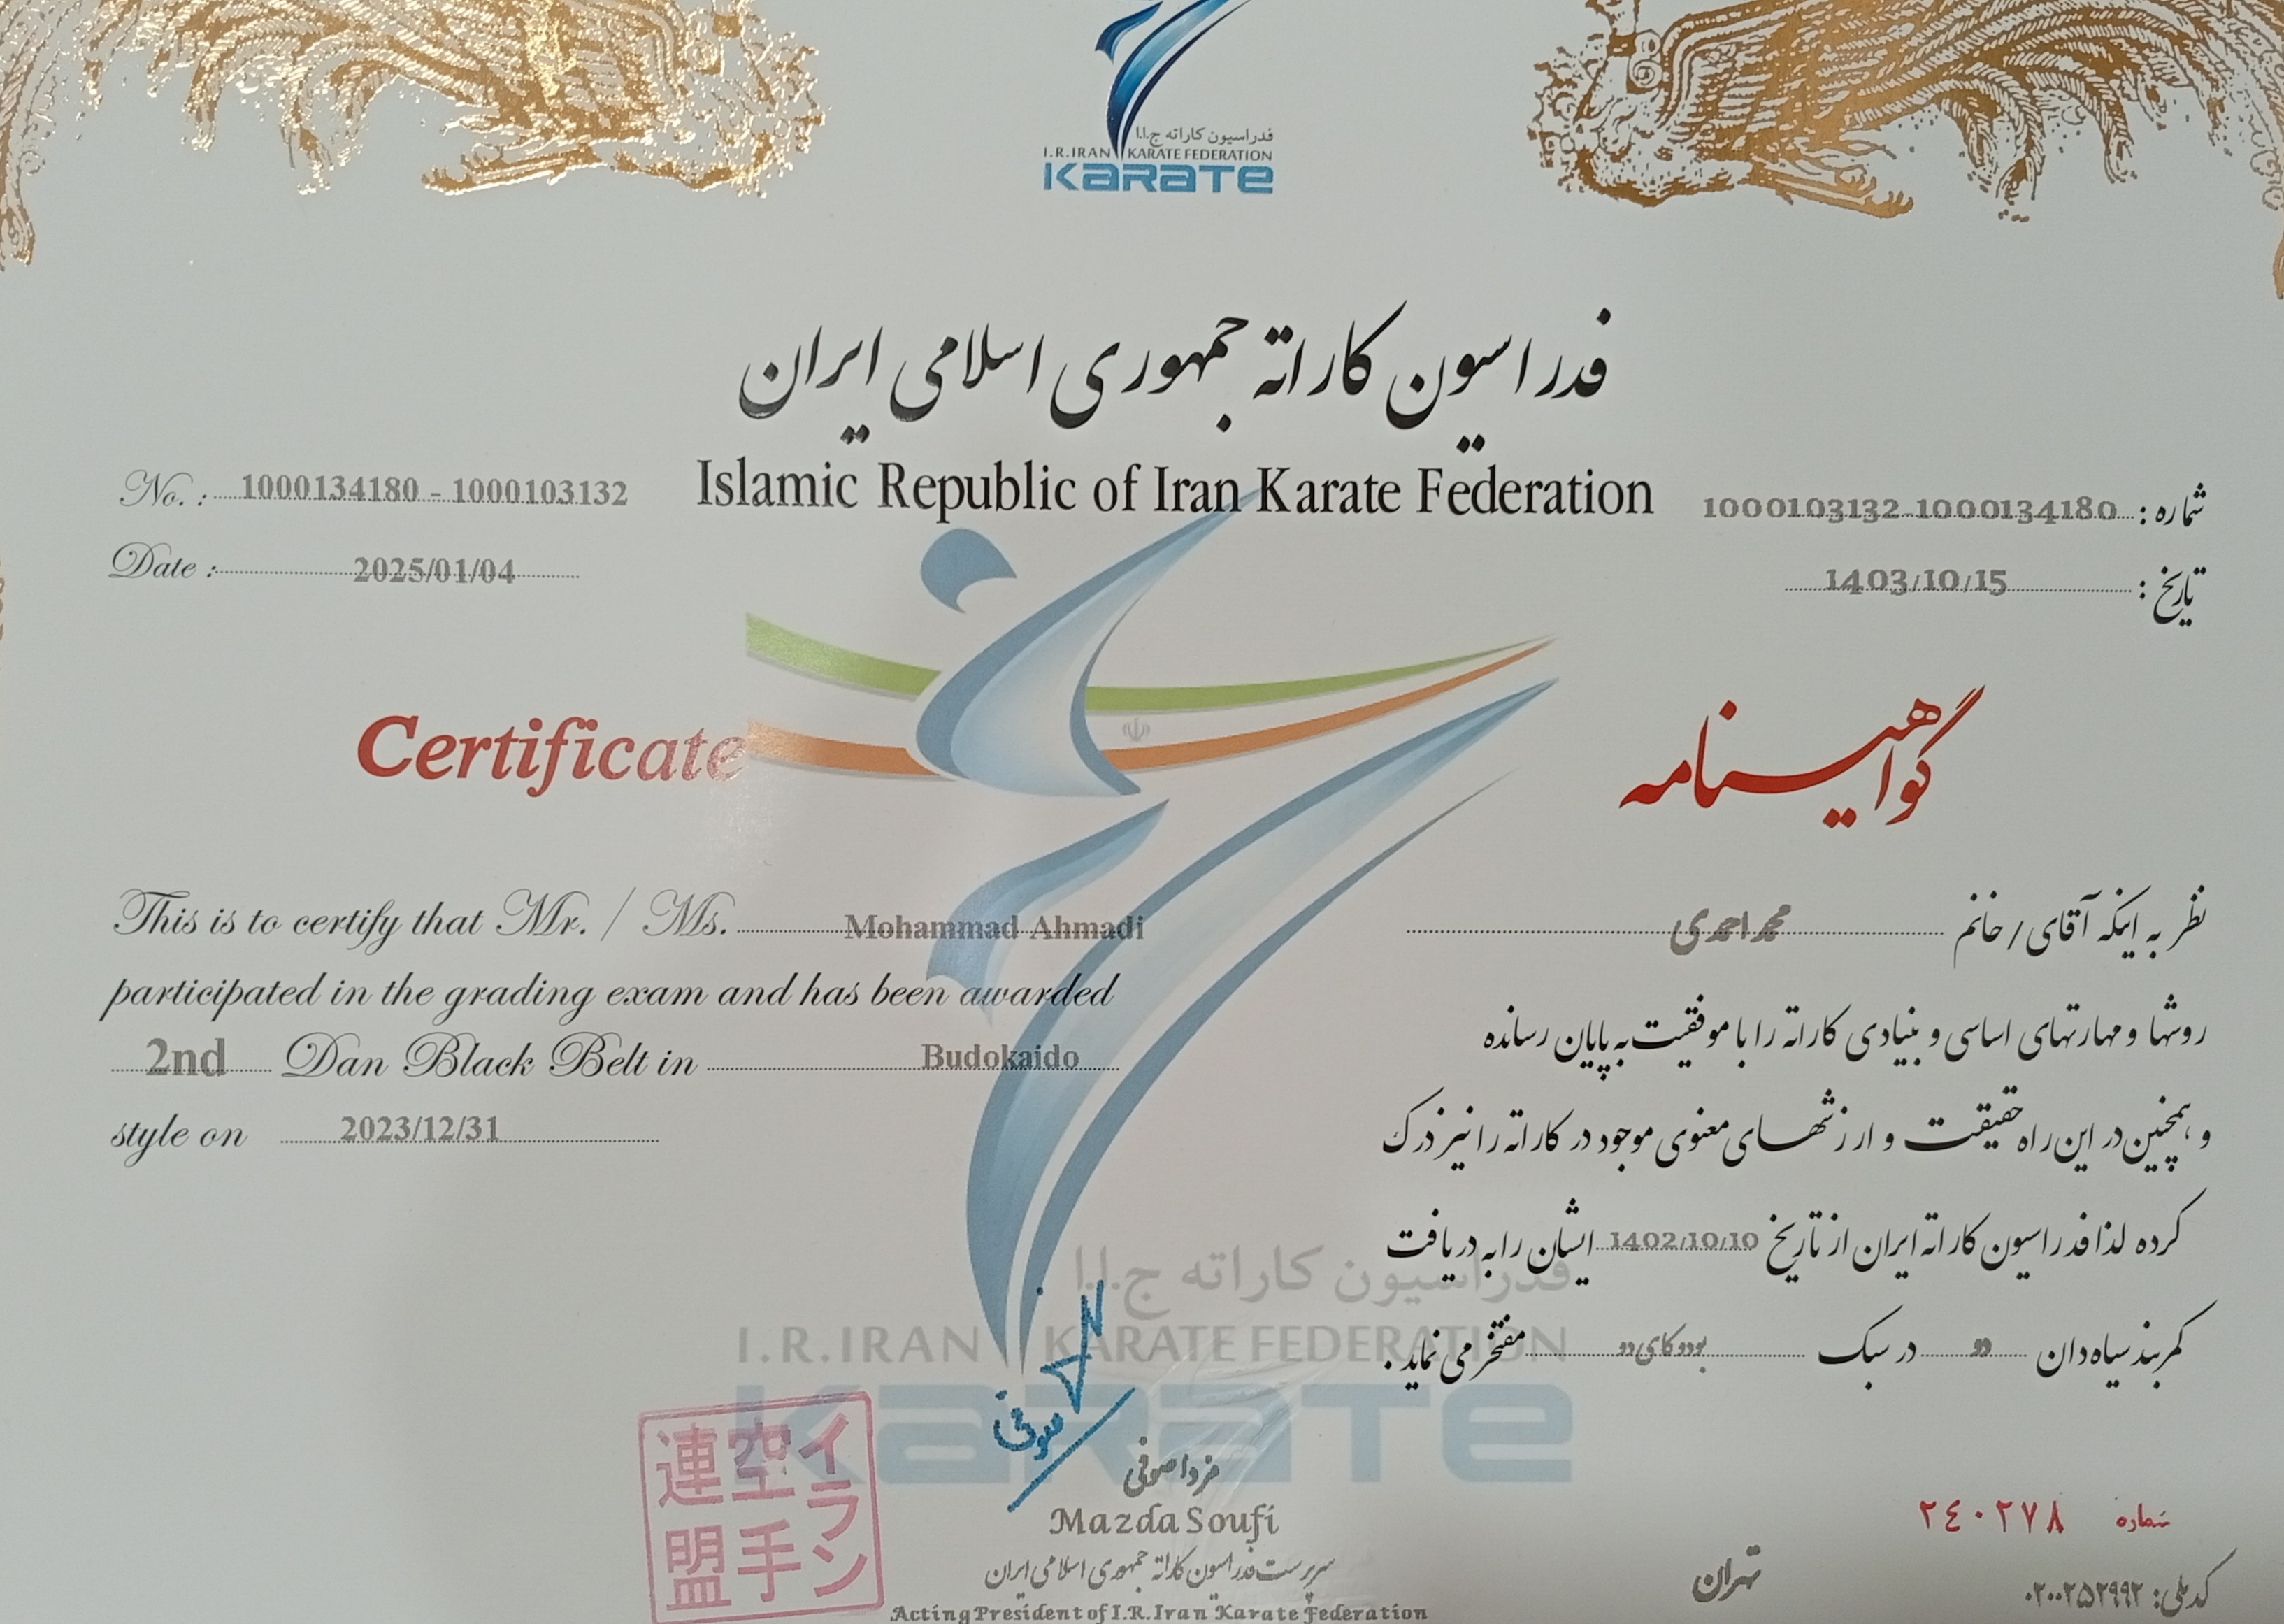 فدراسیون کاراته ج.ا.ا
I.R.IRAN KARATE FEDERATION
KARATE
فدراسیون کاراته جمهوری اسلامی ایران
Islamic Republic of Iran Karate Federation
No. : 1000134180 - 1000103132
Date : 2025/01/04
شماره : 1000103132-1000134180
تاریخ : 1403/10/15
Certificate
This is to certify that Mr. / Ms. Mohammad Ahmadi
participated in the grading exam and has been awarded
2nd Dan Black Belt in Budokaido
style on 2023/12/31
گواهینامه
نظر به اینکه آقای / خانم محمد احمدی
روشها و مهارتهای اساسی و بنیادی کاراته را با موفقیت به پایان رسانده
و همچنین در این راه حقیقت و ارزشهای معنوی موجود در کاراته را نیز درک
کرده لذا فدراسیون کاراته ایران از تاریخ 1402/10/10 ایشان را به دریافت
کمربند سیاه دان دو در سبک بودوکای دو مفتخر می نماید .
فدراسیون کاراته ج.ا.ا
I.R.IRAN KARATE FEDERATION
KARATE
イラン
空手
連盟
صوفی
مزدا صوفی
Mazda Soufi
سرپرست فدراسیون کاراته جمهوری اسلامی ایران
Acting President of I.R.Iran Karate Federation
شماره ٢٤٠٢٧٨
تهران
کد ملی: ۰۲۰۰۲۵۲۹۹۲